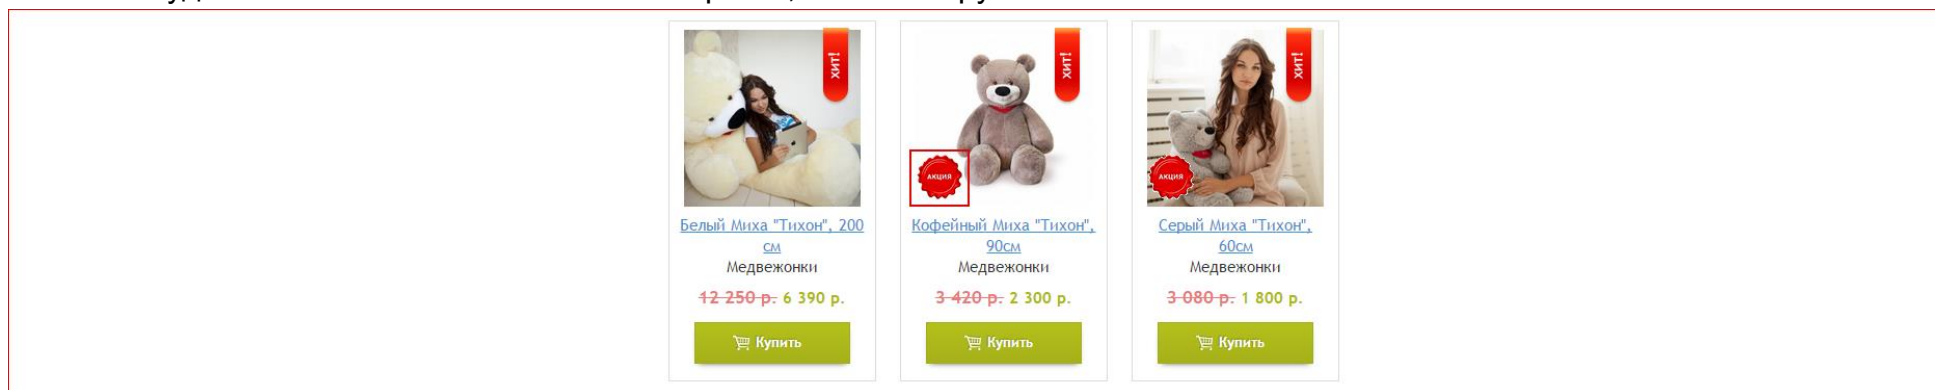 ХИТ!
ХИТ!
ХИТ!
АКЦИЯ
АКЦИЯ
Белый Миха "Тихон", 200
см
Медвежонки
12 250 р. 6 390 р.
Купить
Кофейный Миха "Тихон",
90см
Медвежонки
3 420 р. 2 300 р.
Купить
Серый Миха "Тихон",
60см
Медвежонки
3 080 р. 1 800 р.
Купить